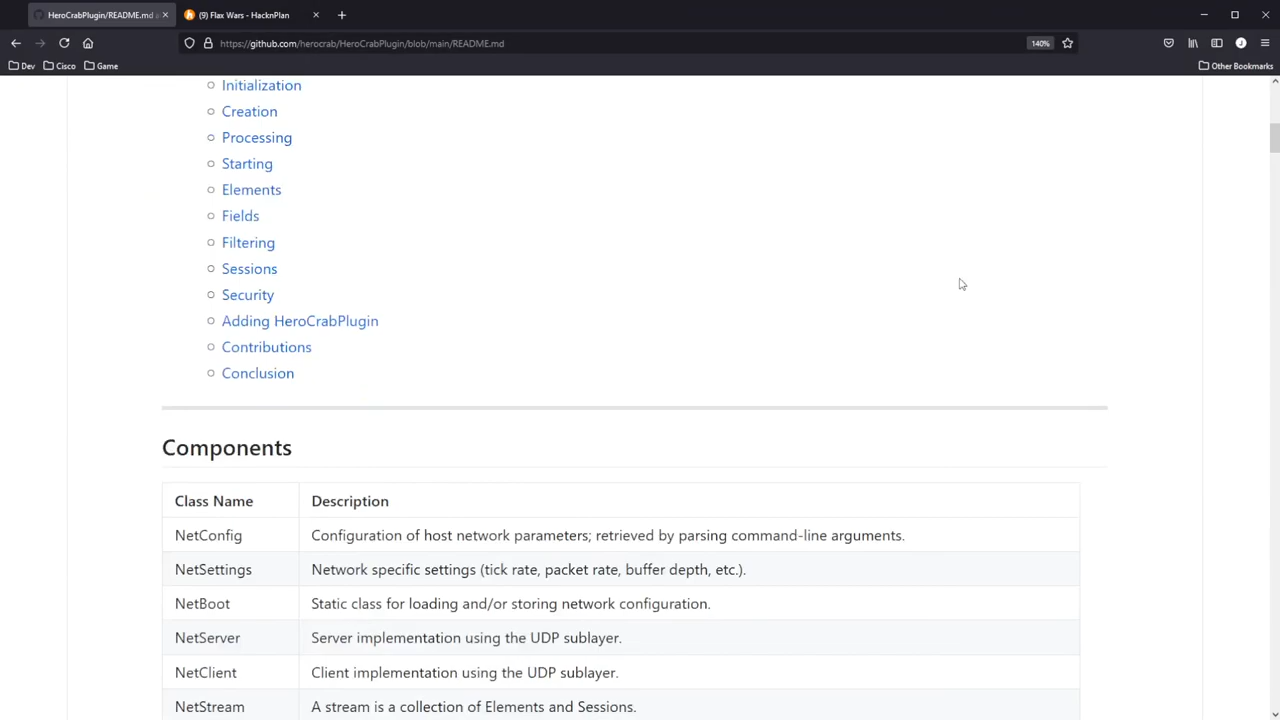 HeroCrabPlugin/README.md a
(9) Flax Wars - HacknPlan
https://github.com/herocrab/HeroCrabPlugin/blob/main/README.md
140%
Dev
Cisco
Game
Other Bookmarks
Initialization
Creation
Processing
Starting
Elements
Fields
Filtering
Sessions
Security
Adding HeroCrabPlugin
Contributions
Conclusion
Components
Class Name Description
NetConfig Configuration of host network parameters; retrieved by parsing command-line arguments.
NetSettings Network specific settings (tick rate, packet rate, buffer depth, etc.).
NetBoot Static class for loading and/or storing network configuration.
NetServer Server implementation using the UDP sublayer.
NetClient Client implementation using the UDP sublayer.
NetStream A stream is a collection of Elements and Sessions.